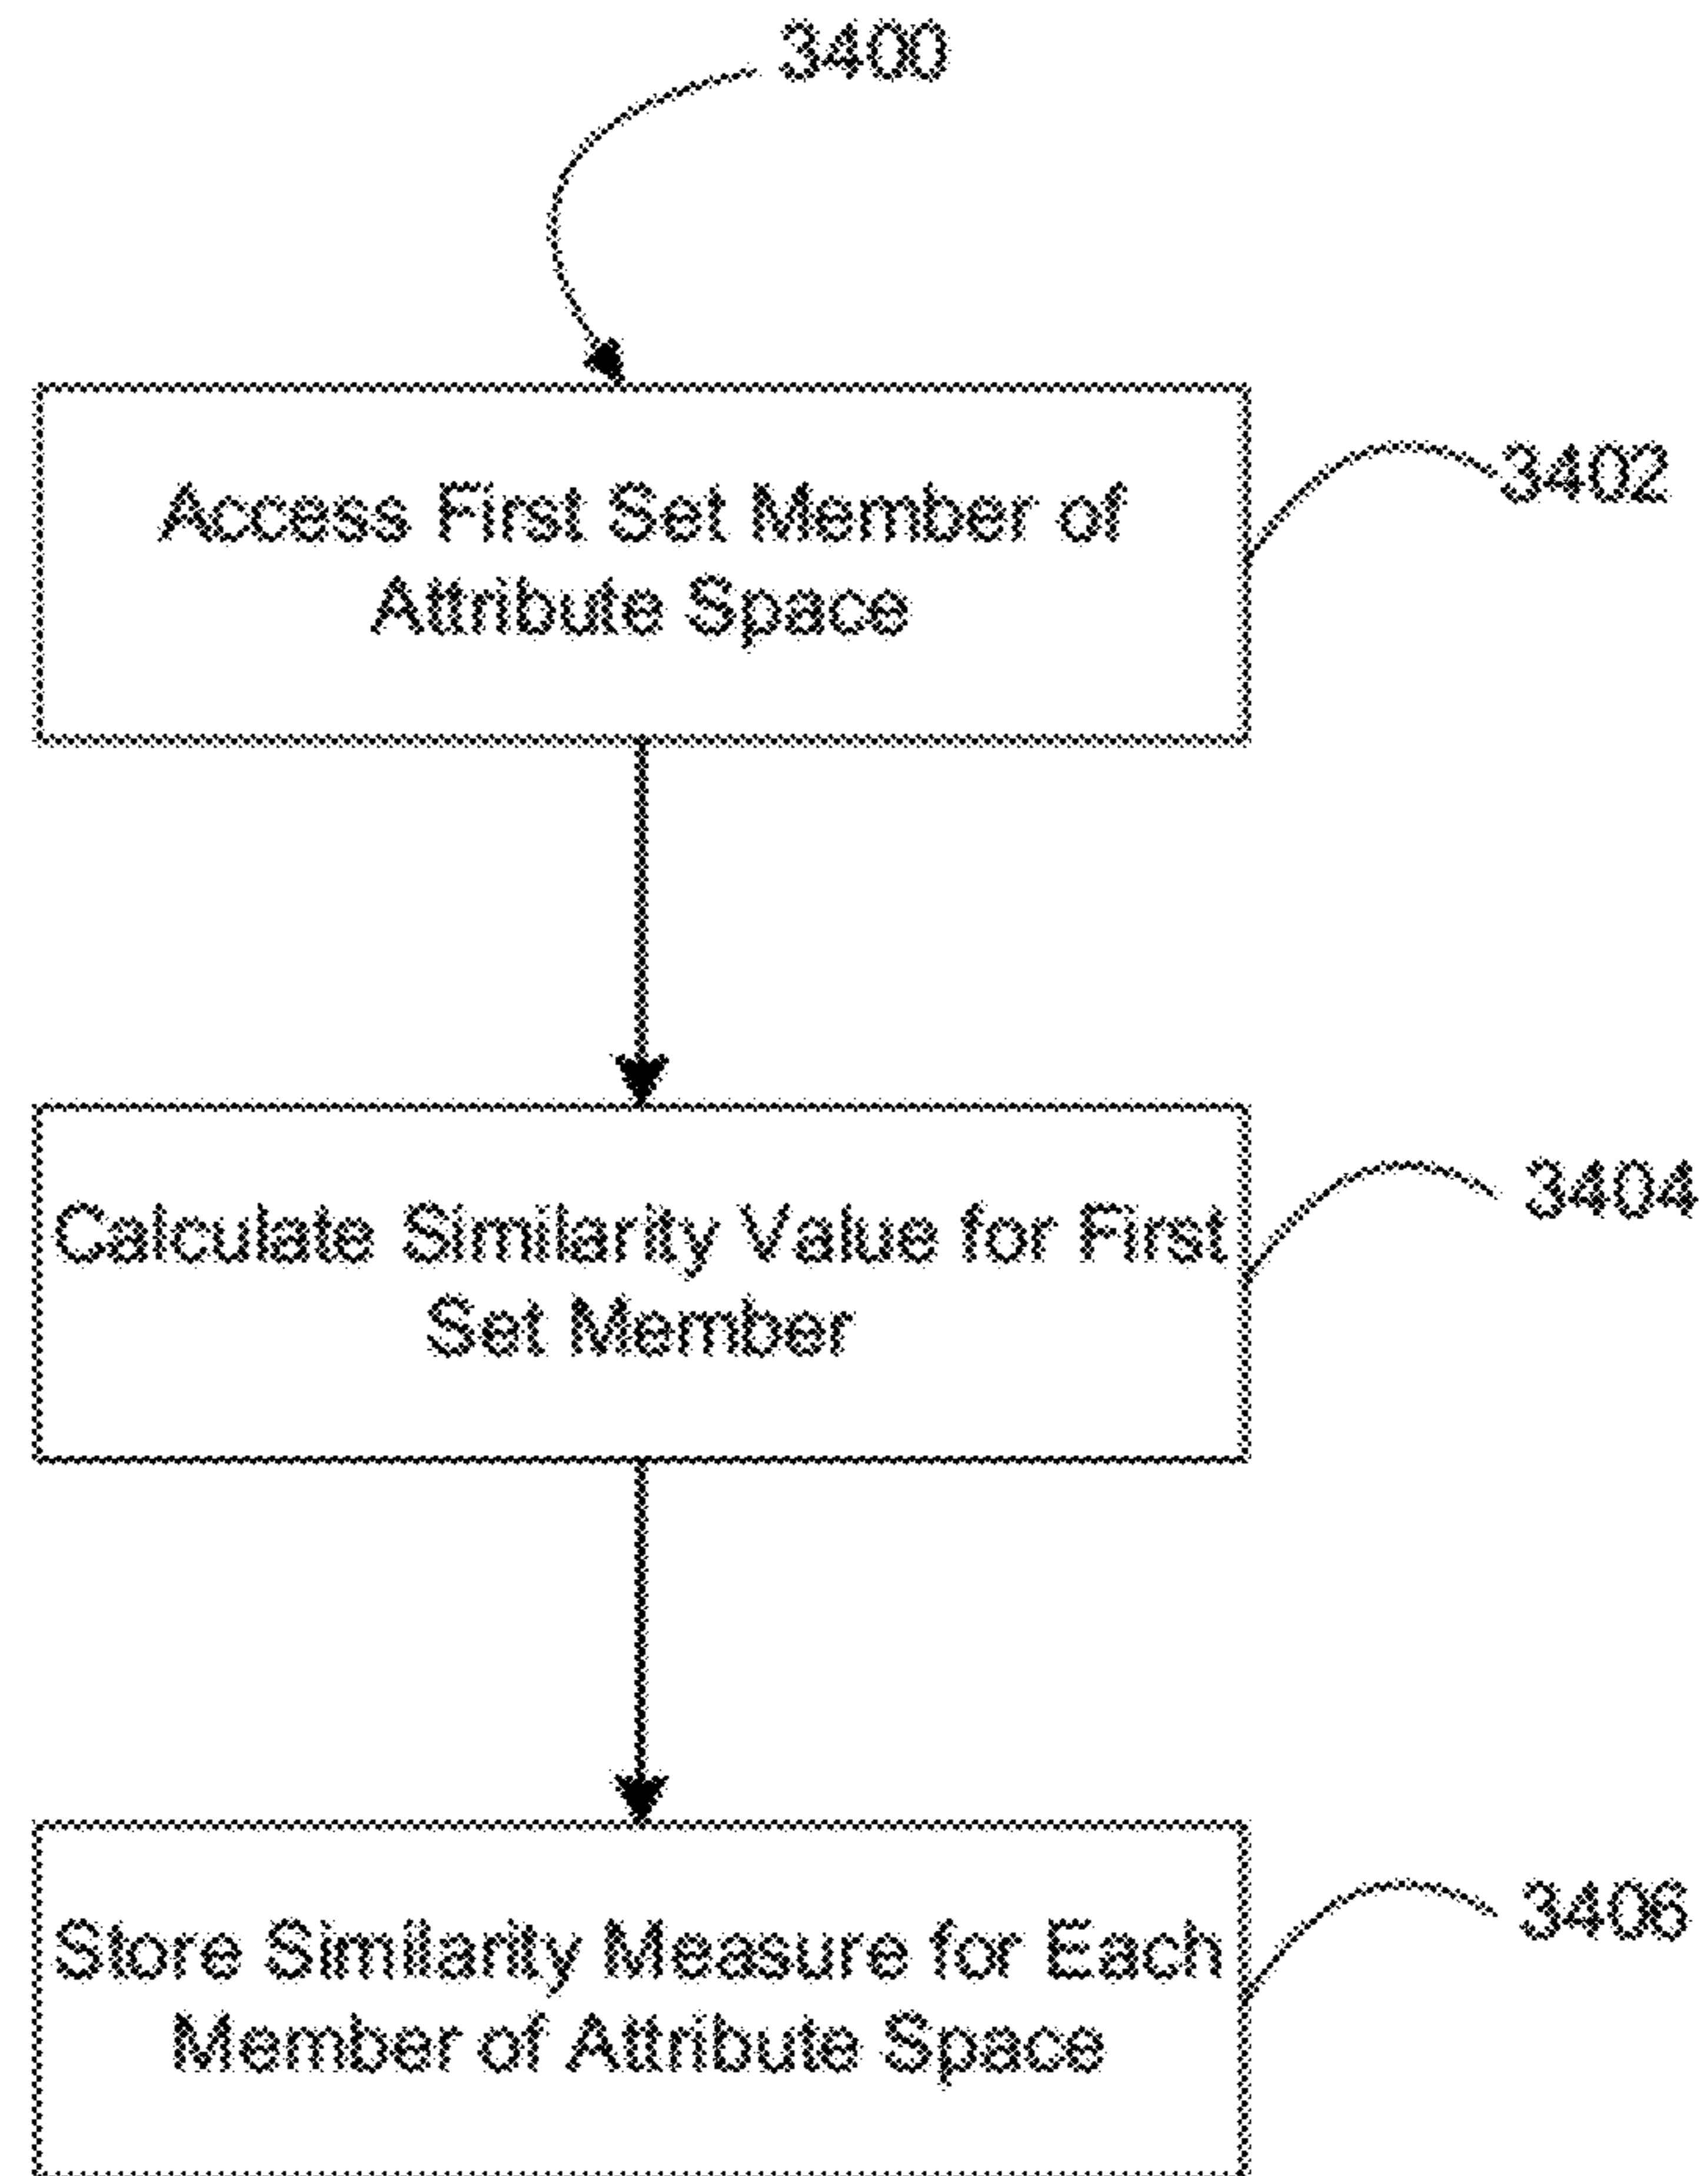 3400
Access First Set Member of
Attribute Space
3402
Calculate Similarity Value for First
Set Member
3404
Store Similarity Measure for Each
Member of Attribute Space
3406